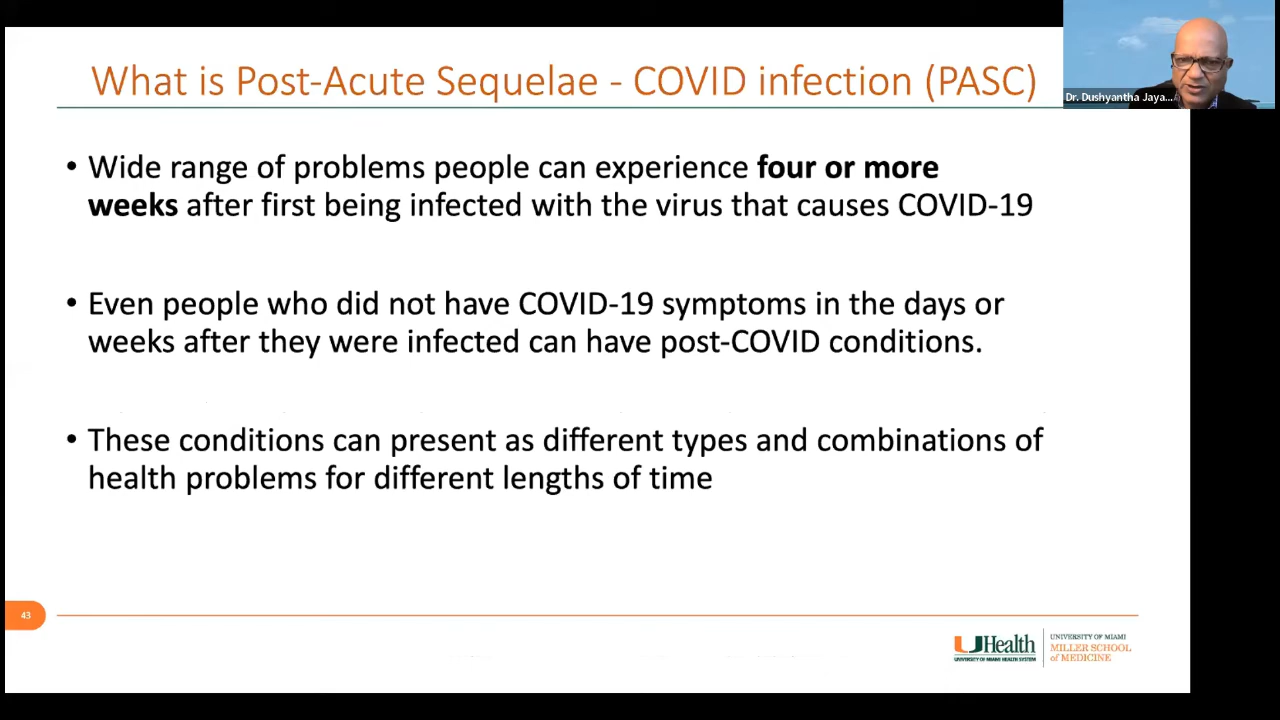 What is Post-Acute Sequelae - COVID infection (PASC)
Dr. Dushyantha Jaya...
• Wide range of problems people can experience four or more
weeks after first being infected with the virus that causes COVID-19
• Even people who did not have COVID-19 symptoms in the days or
weeks after they were infected can have post-COVID conditions.
• These conditions can present as different types and combinations of
health problems for different lengths of time
43
UHealth
UNIVERSITY OF MIAMI HEALTH SYSTEM
UNIVERSITY OF MIAMI
MILLER SCHOOL
of MEDICINE